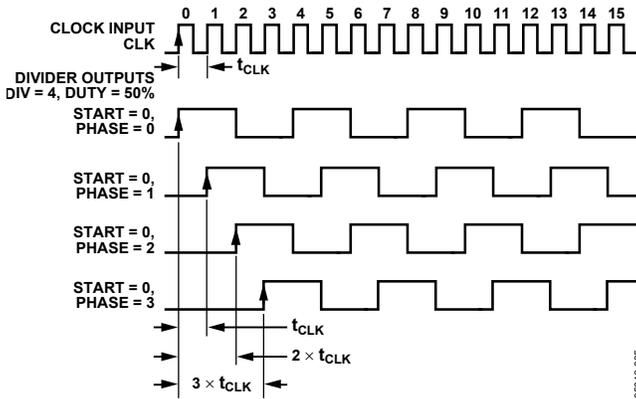 0 1 2 3 4 5 6 7 8 9 10 11 12 13 14 15
CLOCK INPUT
CLK
tCLK
DIVIDER OUTPUTS
DIV = 4, DUTY = 50%
START = 0,
PHASE = 0
START = 0,
PHASE = 1
START = 0,
PHASE = 2
START = 0,
PHASE = 3
tCLK
2 × tCLK
3 × tCLK